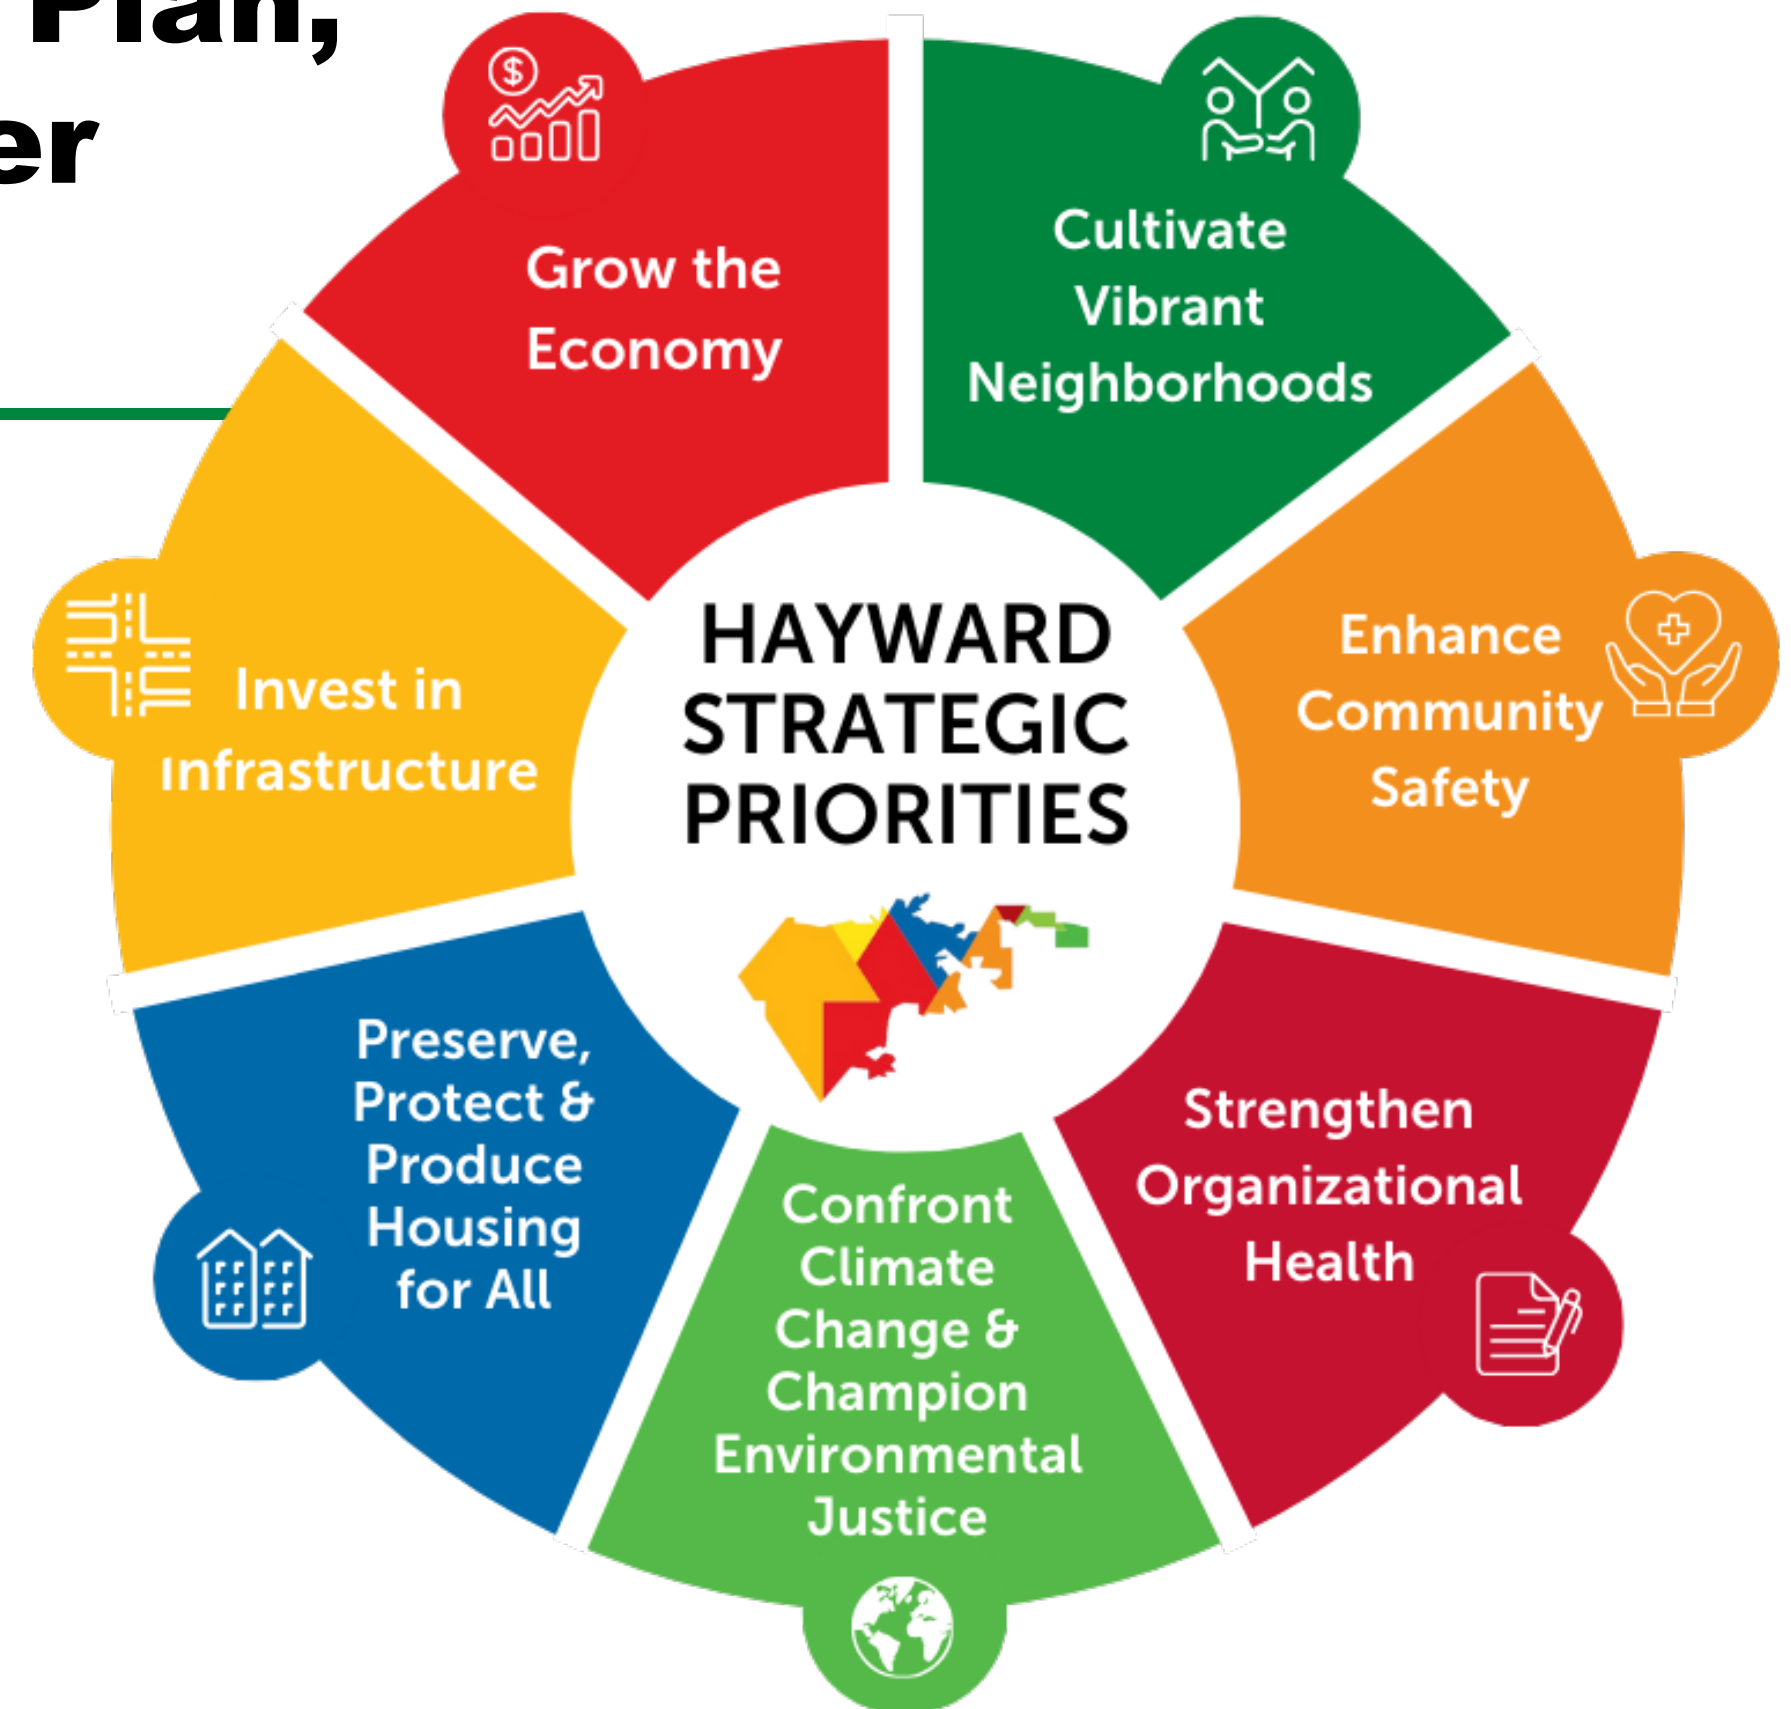 Plan,
er
Grow the
Economy
Cultivate
Vibrant
Neighborhoods
Enhance
Community
Safety
Invest in
Infrastructure
HAYWARD
STRATEGIC
PRIORITIES
Strengthen
Organizational
Health
Preserve,
Protect &
Produce
Housing
for All
Confront
Climate
Change &
Champion
Environmental
Justice
$